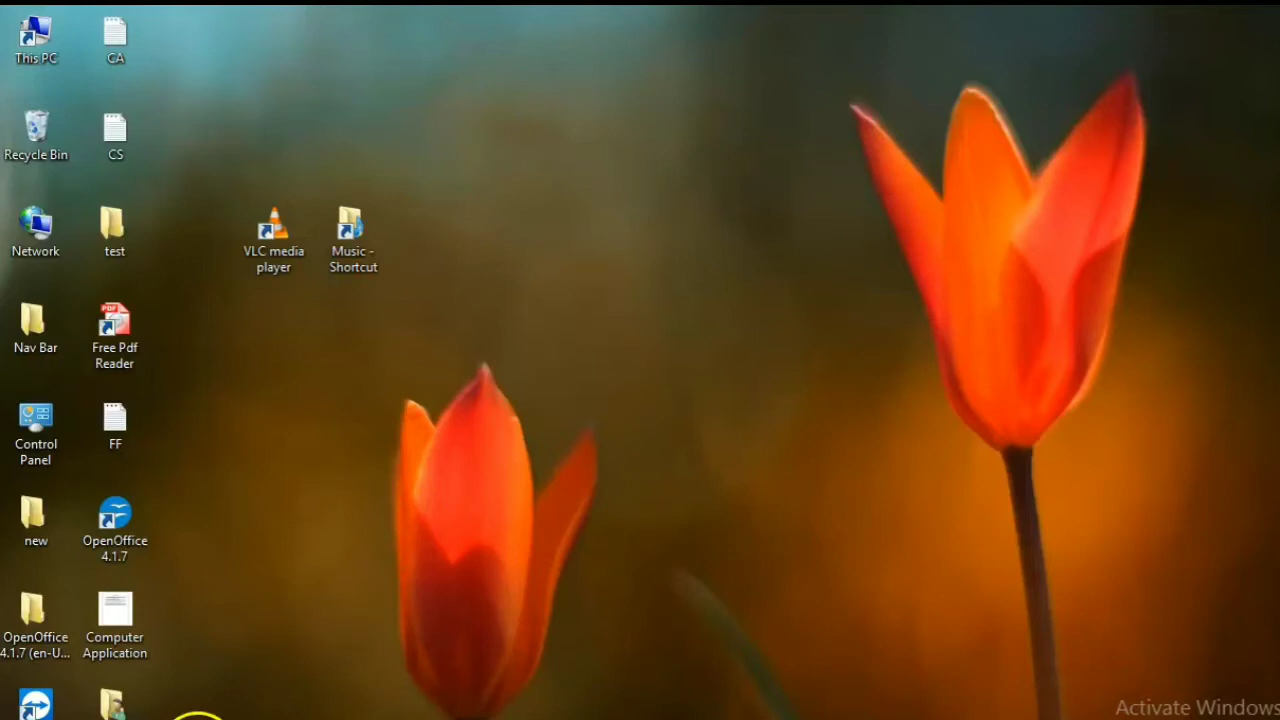 This PC
CA
Recycle Bin
CS
Network
test
VLC media
player
Music -
Shortcut
Nav Bar
PDF
Free Pdf
Reader
Control
Panel
FF
new
OpenOffice
4.1.7
OpenOffice
4.1.7 (en-U...
Computer
Application
Activate Windows